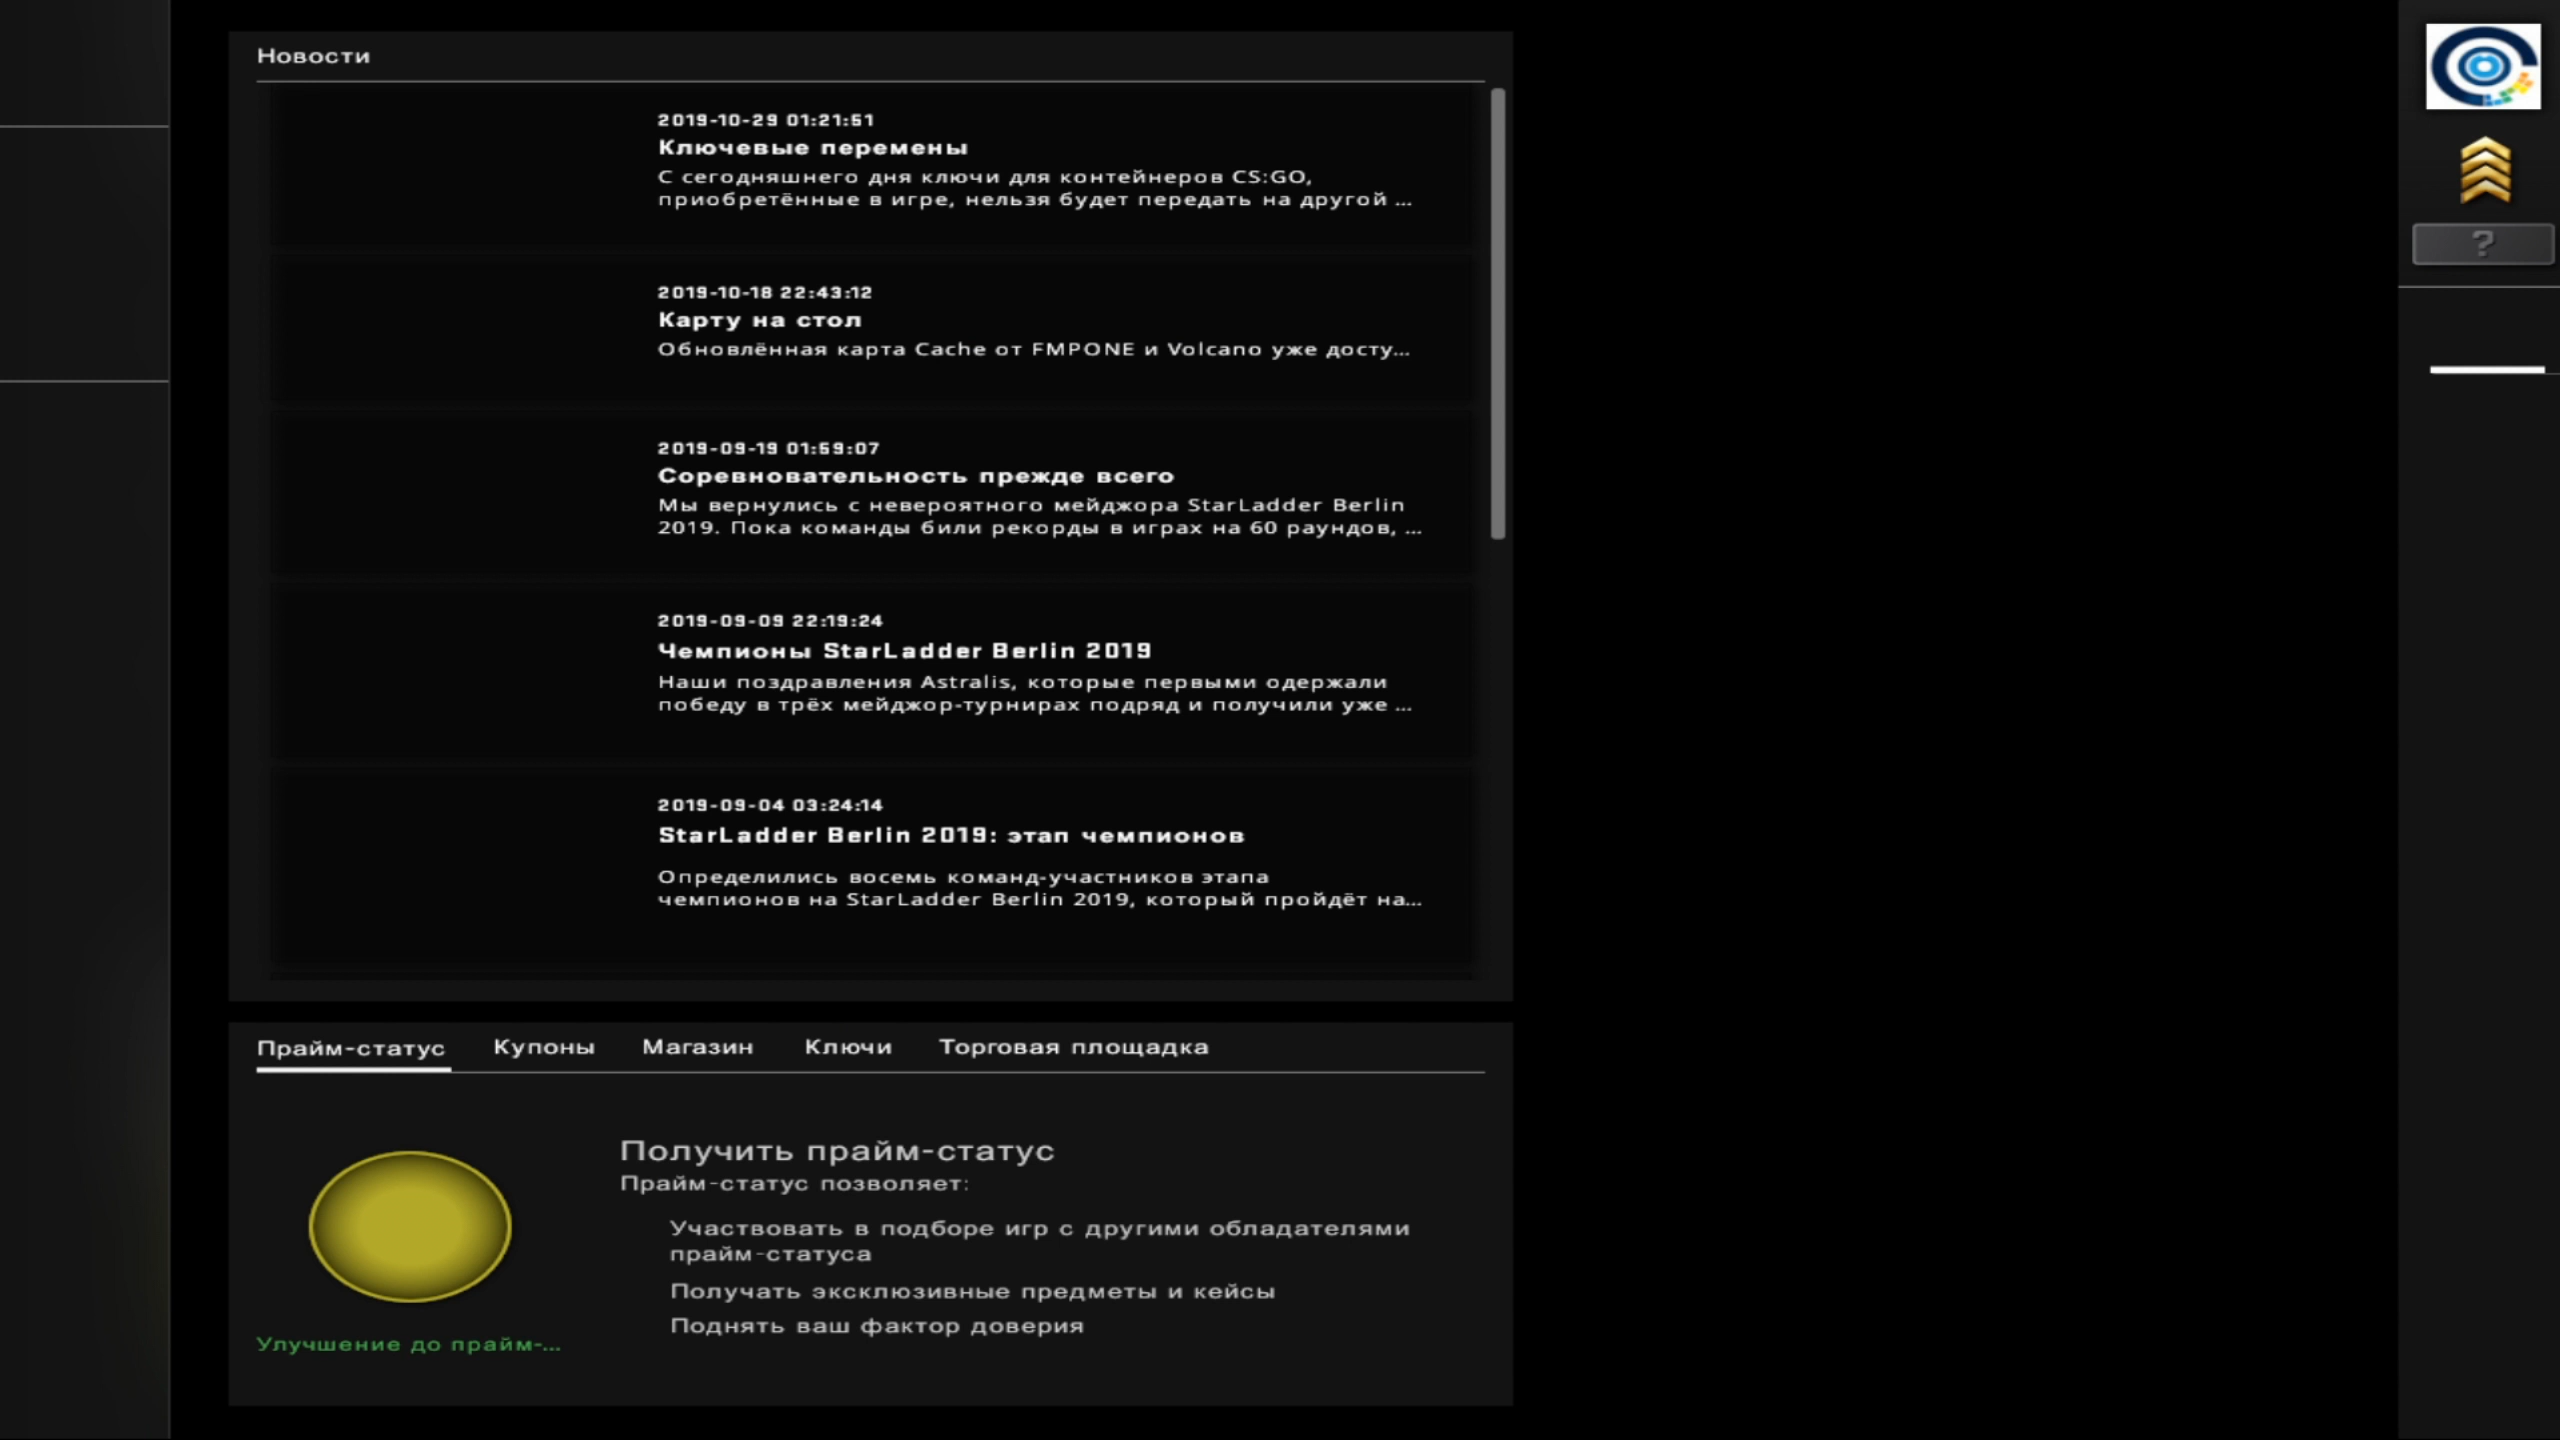 Новости
2019-10-29 01:21:51
Ключевые перемены
С сегодняшнего дня ключи для контейнеров CS:GO,
приобретённые в игре, нельзя будет передать на другой ...
2019-10-18 22:43:12
Карту на стол
Обновлённая карта Cache от FMPONE и Volcano уже досту...
2019-09-19 01:59:07
Соревновательность прежде всего
Мы вернулись с невероятного мейджора StarLadder Berlin
2019. Пока команды били рекорды в играх на 60 раундов, ...
2019-09-09 22:19:24
Чемпионы StarLadder Berlin 2019
Наши поздравления Astralis, которые первыми одержали
победу в трёх мейджор-турнирах подряд и получили уже ...
2019-09-04 03:24:14
StarLadder Berlin 2019: этап чемпионов
Определились восемь команд-участников этапа
чемпионов на StarLadder Berlin 2019, который пройдёт на...
Прайм-статус Купоны Магазин Ключи Торговая площадка
Получить прайм-статус
Прайм-статус позволяет:
Участвовать в подборе игр с другими обладателями
прайм-статуса
Получать эксклюзивные предметы и кейсы
Поднять ваш фактор доверия
Улучшение до прайм-...
?